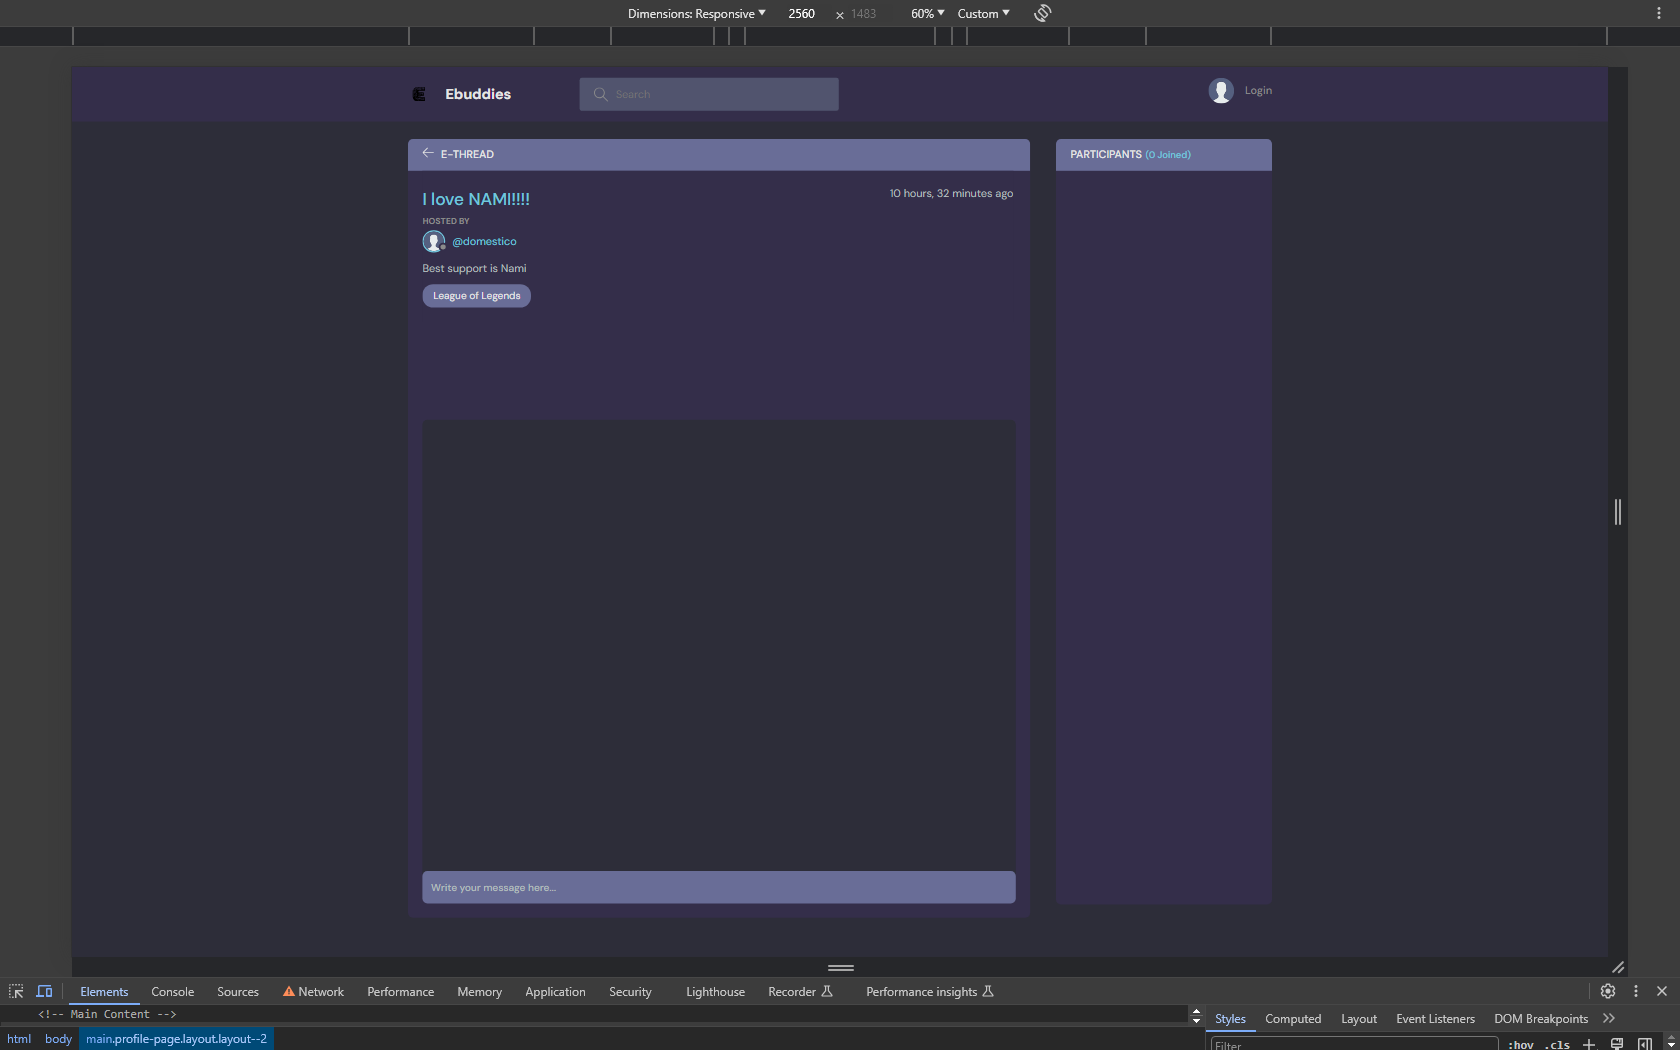 Dimensions: Responsive 2560 × 1483 60% Custom
Ebuddies Search Login
E-THREAD
PARTICIPANTS (0 Joined)
I love NAMI!!!! 10 hours, 32 minutes ago
HOSTED BY
@domestico
Best support is Nami
League of Legends
Write your message here...
Elements Console Sources Network Performance Memory Application Security Lighthouse Recorder Performance insights
<!-- Main Content -->
Styles Computed Layout Event Listeners DOM Breakpoints
html body main.profile-page.layout.layout--2
Filter :hov .cls